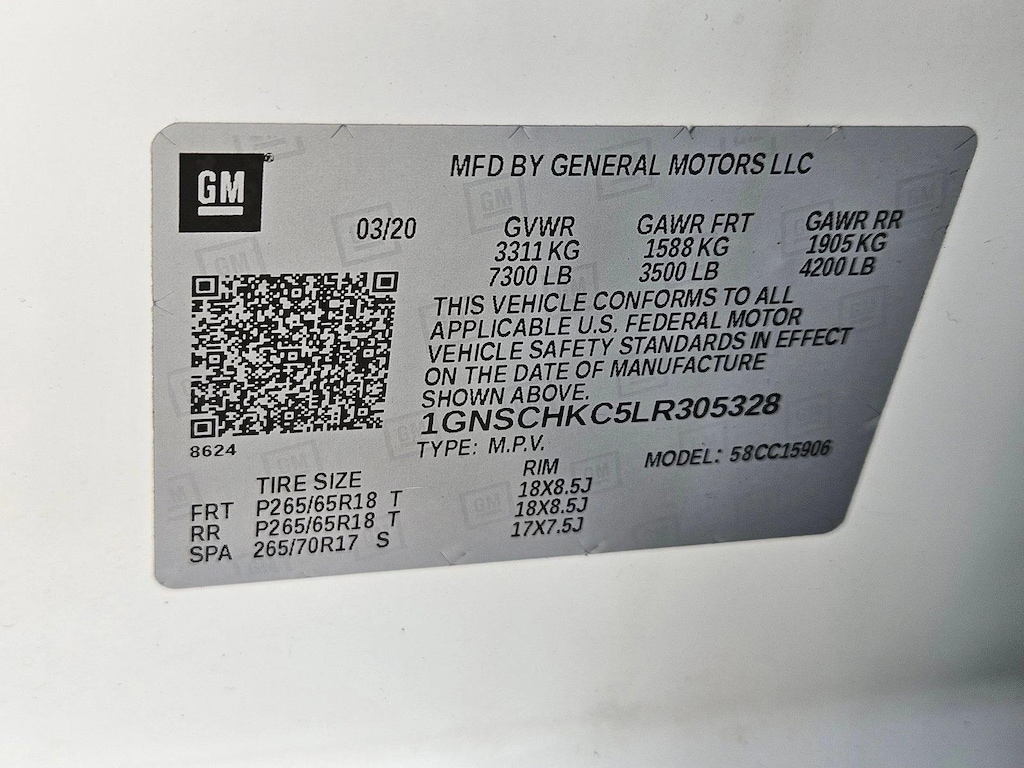 GM
MFD BY GENERAL MOTORS LLC
03/20 GVWR GAWR FRT GAWR RR
3311 KG 1588 KG 1905 KG
7300 LB 3500 LB 4200 LB
THIS VEHICLE CONFORMS TO ALL
APPLICABLE U.S. FEDERAL MOTOR
VEHICLE SAFETY STANDARDS IN EFFECT
ON THE DATE OF MANUFACTURE
SHOWN ABOVE.
1GNSCHKC5LR305328
8624
TYPE: M.P.V. MODEL: 58CC15906
TIRE SIZE RIM
FRT P265/65R18 T 18X8.5J
RR P265/65R18 T 18X8.5J
SPA 265/70R17 S 17X7.5J